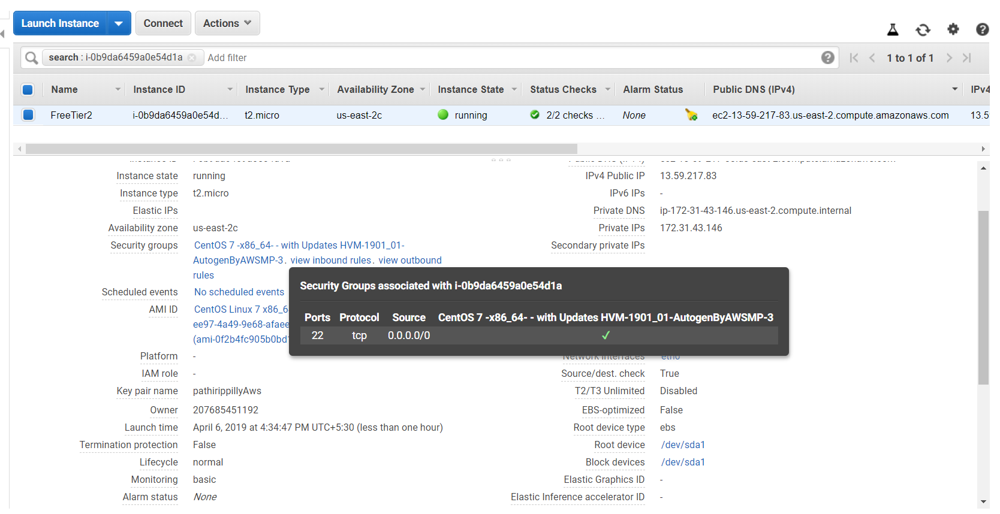 Launch Instance Connect Actions
search : i-0b9da6459a0e54d1a Add filter 1 to 1 of 1
Name Instance ID Instance Type Availability Zone Instance State Status Checks Alarm Status Public DNS (IPv4) IPv4
FreeTier2 i-0b9da6459a0e54d... t2.micro us-east-2c running 2/2 checks ... None ec2-13-59-217-83.us-east-2.compute.amazonaws.com 13.5
Instance state running IPv4 Public IP 13.59.217.83
Instance type t2.micro IPv6 IPs -
Elastic IPs Private DNS ip-172-31-43-146.us-east-2.compute.internal
Availability zone us-east-2c Private IPs 172.31.43.146
Security groups CentOS 7 -x86_64- - with Updates HVM-1901_01- Secondary private IPs
AutogenByAWSMP-3. view inbound rules. view outbound
rules
Security Groups associated with i-0b9da6459a0e54d1a
Ports Protocol Source CentOS 7 -x86_64- - with Updates HVM-1901_01-AutogenByAWSMP-3
22 tcp 0.0.0.0/0 ✓
Scheduled events No scheduled events
AMI ID CentOS Linux 7 x86_6
ee97-4a49-9e68-afaee
(ami-0f2b4fc905b0bd1
Platform - Network interfaces eth0
IAM role - Source/dest. check True
Key pair name pathirippillyAws T2/T3 Unlimited Disabled
Owner 207685451192 EBS-optimized False
Launch time April 6, 2019 at 4:34:47 PM UTC+5:30 (less than one hour) Root device type ebs
Termination protection False Root device /dev/sda1
Lifecycle normal Block devices /dev/sda1
Monitoring basic Elastic Graphics ID -
Alarm status None Elastic Inference accelerator ID -